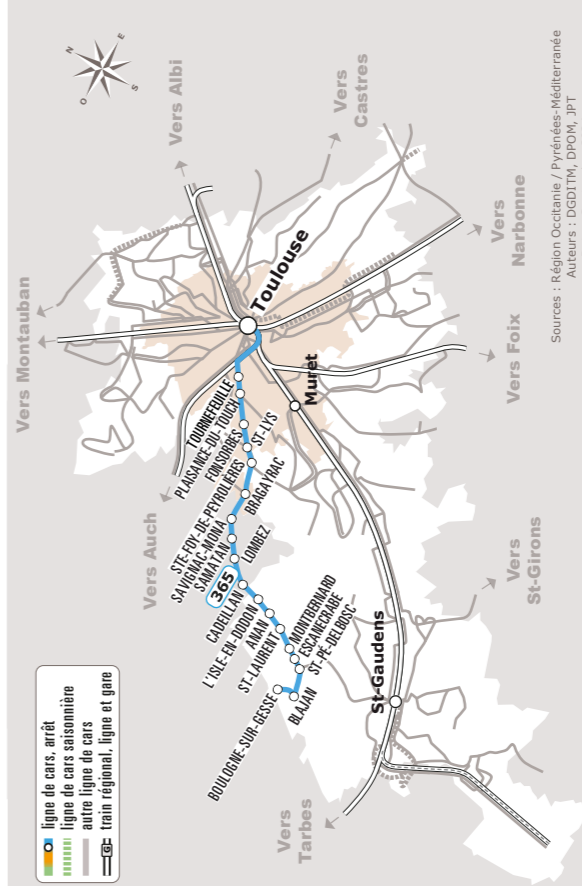 ligne de cars, arrêt
ligne de cars saisonnière
autre ligne de cars
G train régional, ligne et gare
N
E
S
O
Vers Montauban
Vers Albi
Vers
Castres
Vers Auch
Toulouse
TOURNEFEUILLE
PLAISANCE-DU-TOUCH
FONSORBES
ST-LYS
STE-FOY-DE-PEYROLIÈRES
BRAGAYRAC
SAVIGNAC-MONA
SAMATAN
LOMBEZ
365
CADEILLAN
L'ISLE-EN-DODON
ANAN
ST-LAURENT
MONTBERNARD
ESCANECRABE
ST-PÉ-DELBOSC
BLAJAN
BOULOGNE-SUR-GESSE
Muret
St-Gaudens
Vers
Narbonne
Vers Foix
Vers
St-Girons
Vers
Tarbes
Sources : Région Occitanie / Pyrénées-Méditerranée
Auteurs : DGDITM, DPOM, JPT